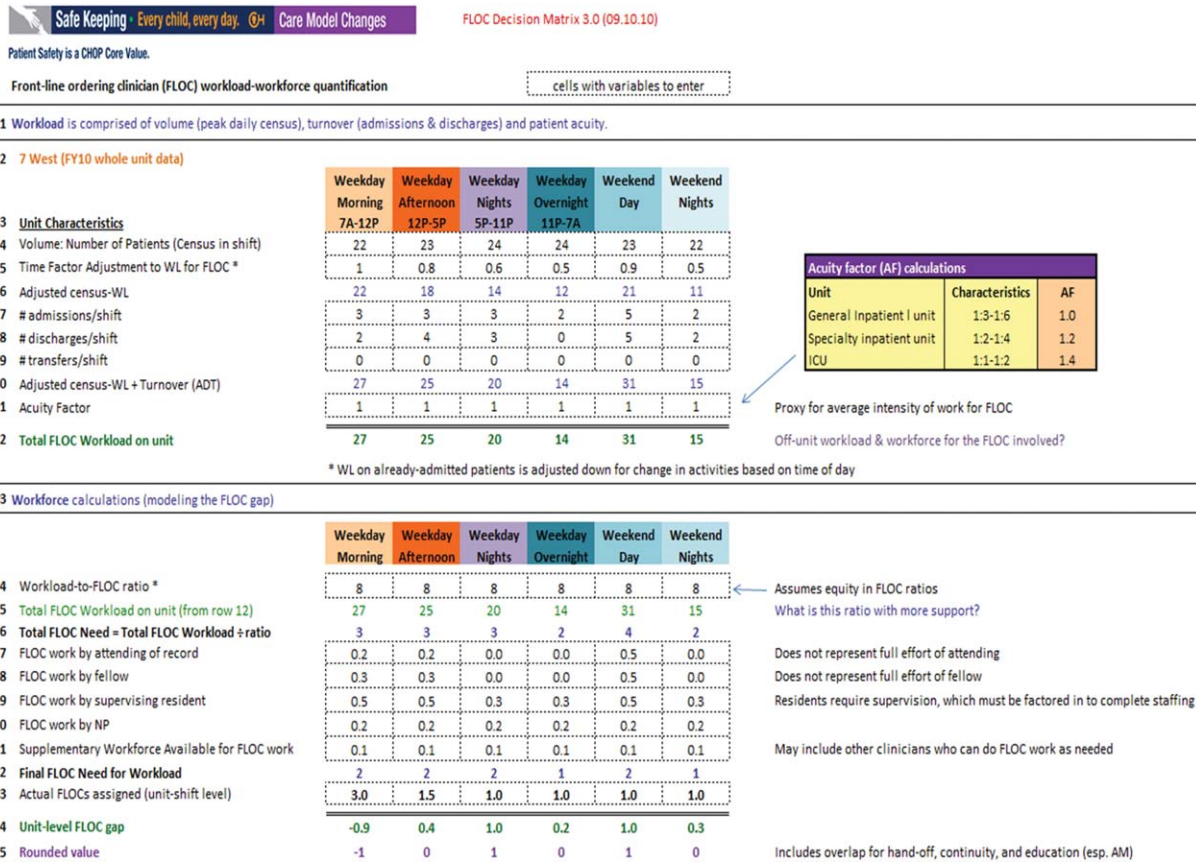 Safe Keeping • Every child, every day. CH Care Model Changes
FLOC Decision Matrix 3.0 (09.10.10)
Patient Safety is a CHOP Core Value.
Front-line ordering clinician (FLOC) workload-workforce quantification
cells with variables to enter
1 Workload is comprised of volume (peak daily census), turnover (admissions & discharges) and patient acuity.
2 7 West (FY10 whole unit data)
Weekday Weekday Weekday Weekday Weekend Weekend
Morning Afternoon Nights Overnight Day Nights
3 Unit Characteristics 7A-12P 12P-5P 5P-11P 11P-7A
4 Volume: Number of Patients (Census in shift) 22 23 24 24 23 22
5 Time Factor Adjustment to WL for FLOC * 1 0.8 0.6 0.5 0.9 0.5
6 Adjusted census-WL 22 18 14 12 21 11
7 # admissions/shift 3 3 3 2 5 2
8 # discharges/shift 2 4 3 0 5 2
9 # transfers/shift 0 0 0 0 0 0
0 Adjusted census-WL + Turnover (ADT) 27 25 20 14 31 15
1 Acuity Factor 1 1 1 1 1 1
2 Total FLOC Workload on unit 27 25 20 14 31 15
Acuity factor (AF) calculations
Unit Characteristics AF
General Inpatient l unit 1:3-1:6 1.0
Specialty inpatient unit 1:2-1:4 1.2
ICU 1:1-1:2 1.4
Proxy for average intensity of work for FLOC
Off-unit workload & workforce for the FLOC involved?
* WL on already-admitted patients is adjusted down for change in activities based on time of day
3 Workforce calculations (modeling the FLOC gap)
Weekday Weekday Weekday Weekday Weekend Weekend
Morning Afternoon Nights Overnight Day Nights
4 Workload-to-FLOC ratio * 8 8 8 8 8 8 Assumes equity in FLOC ratios
5 Total FLOC Workload on unit (from row 12) 27 25 20 14 31 15 What is this ratio with more support?
6 Total FLOC Need = Total FLOC Workload ÷ ratio 3 3 3 2 4 2
7 FLOC work by attending of record 0.2 0.2 0.0 0.0 0.5 0.0 Does not represent full effort of attending
8 FLOC work by fellow 0.3 0.3 0.0 0.0 0.5 0.0 Does not represent full effort of fellow
9 FLOC work by supervising resident 0.5 0.5 0.3 0.3 0.5 0.3 Residents require supervision, which must be factored in to complete staffing
0 FLOC work by NP 0.2 0.2 0.2 0.2 0.2 0.2
1 Supplementary Workforce Available for FLOC work 0.1 0.1 0.1 0.1 0.1 0.1 May include other clinicians who can do FLOC work as needed
2 Final FLOC Need for Workload 2 2 2 1 2 1
3 Actual FLOCs assigned (unit-shift level) 3.0 1.5 1.0 1.0 1.0 1.0
4 Unit-level FLOC gap -0.9 0.4 1.0 0.2 1.0 0.3
5 Rounded value -1 0 1 0 1 0 Includes overlap for hand-off, continuity, and education (esp. AM)